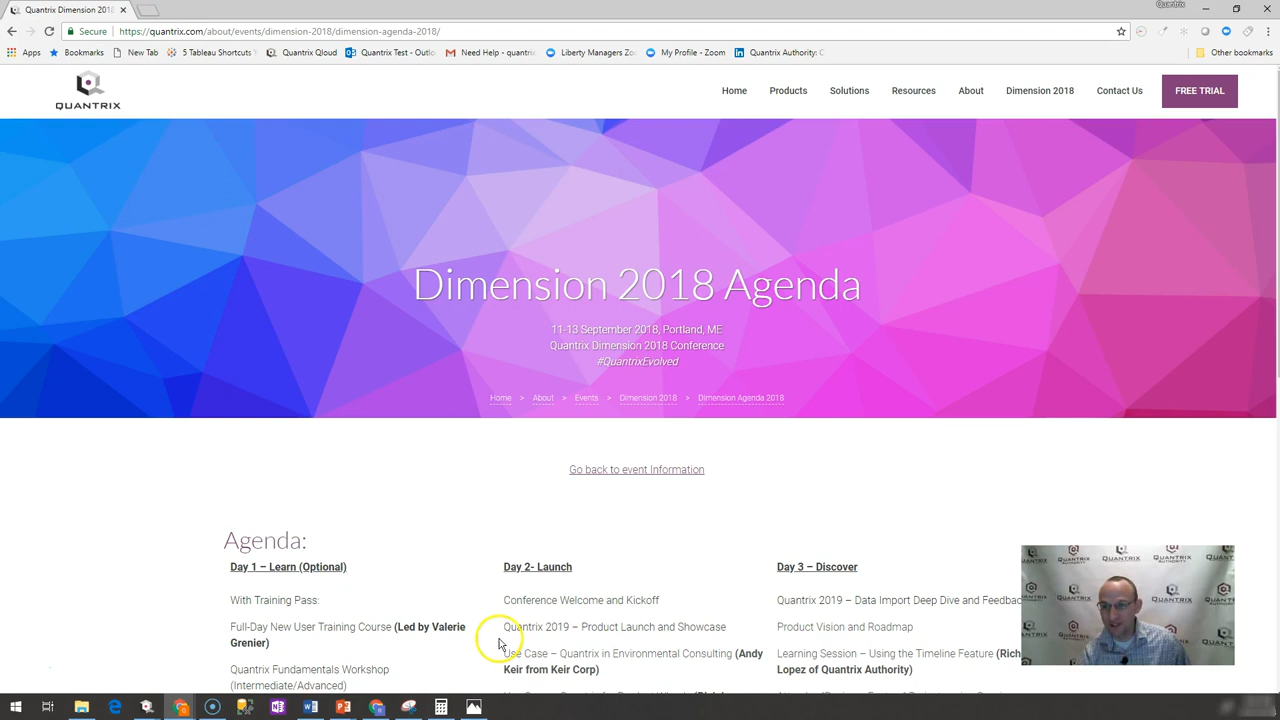 Quantrix Dimension 2018
Quantrix
Secure
https://quantrix.com/about/events/dimension-2018/dimension-agenda-2018/
Apps
Bookmarks
New Tab
5 Tableau Shortcuts
Quantrix Qloud
Quantrix Test - Outlo
Need Help - quantrix
Liberty Managers Zo
My Profile - Zoom
Quantrix Authority: C
Other bookmarks
QUANTRIX
Home
Products
Solutions
Resources
About
Dimension 2018
Contact Us
FREE TRIAL
Dimension 2018 Agenda
11-13 September 2018, Portland, ME
Quantrix Dimension 2018 Conference
#QuantrixEvolved
Home > About > Events > Dimension 2018 > Dimension Agenda 2018
Go back to event Information
Agenda:
Day 1 – Learn (Optional)
With Training Pass:
Full-Day New User Training Course (Led by Valerie
Grenier)
Quantrix Fundamentals Workshop
(Intermediate/Advanced)
Day 2- Launch
Conference Welcome and Kickoff
Quantrix 2019 – Product Launch and Showcase
Use Case – Quantrix in Environmental Consulting (Andy
Keir from Keir Corp)
Day 3 – Discover
Quantrix 2019 – Data Import Deep Dive and Feedba
Product Vision and Roadmap
Learning Session – Using the Timeline Feature (Rich
Lopez of Quantrix Authority)
QUANTRIX
AUTHORITY